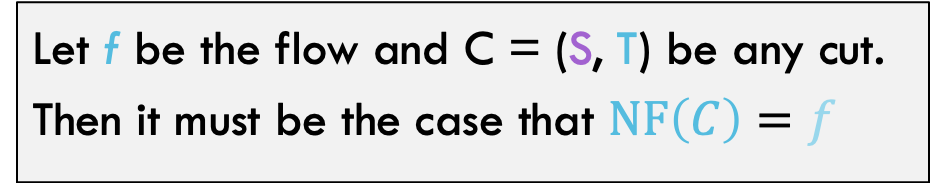 Let f be the flow and C = (S, T) be any cut.
Then it must be the case that NF(C) = f